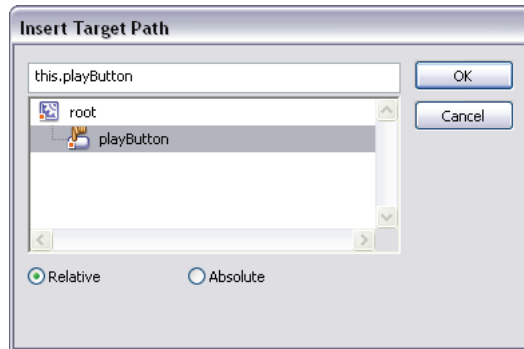 Insert Target Path
this.playButton
OK
root
Cancel
playButton
Relative
Absolute